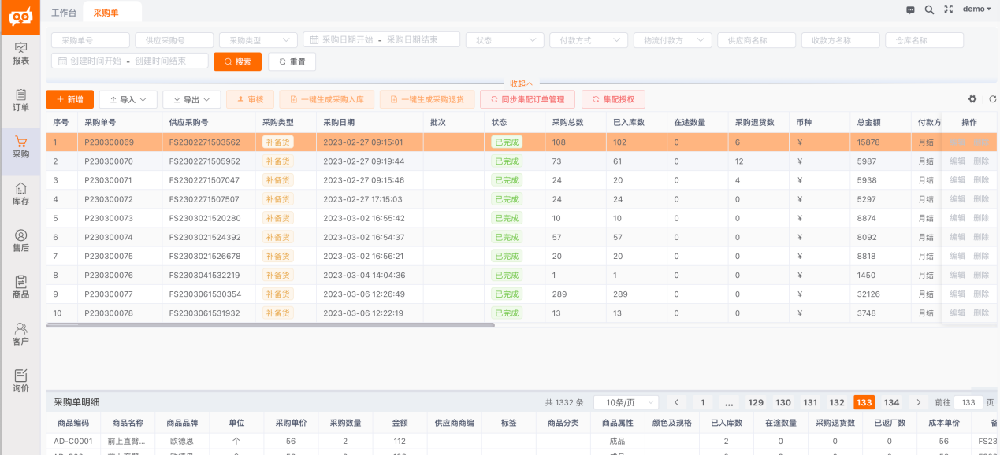 工作台 采购单 demo
报表
订单
采购
库存
售后
商品
客户
询价
采购单号 供应采购号 采购类型 采购日期开始 - 采购日期结束 状态 付款方式 物流付款方 供应商名称 收款方名称 仓库名称
创建时间开始 - 创建时间结束 搜索 重置
收起
+ 新增 导入 导出 审核 一键生成采购入库 一键生成采购退货 同步集配订单管理 集配授权
序号 采购单号 供应采购号 采购类型 采购日期 批次 状态 采购总数 已入库数 在途数量 采购退货数 币种 总金额 付款方 操作
1 P230300069 FS2302271503562 补备货 2023-02-27 09:15:01 已完成 108 102 0 6 ¥ 15878 月结
2 P230300070 FS2302271505952 补备货 2023-02-27 09:19:44 已完成 73 61 0 12 ¥ 5987 月结 编辑 删除
3 P230300071 FS2302271507047 补备货 2023-02-27 09:15:46 已完成 24 20 0 4 ¥ 5938 月结 编辑 删除
4 P230300072 FS2302271507507 补备货 2023-02-27 17:15:03 已完成 24 24 0 0 ¥ 5297 月结 编辑 删除
5 P230300073 FS2303021520280 补备货 2023-03-02 16:55:42 已完成 10 10 0 0 ¥ 8874 月结 编辑 删除
6 P230300074 FS2303021524392 补备货 2023-03-02 16:54:37 已完成 57 57 0 0 ¥ 8092 月结 编辑 删除
7 P230300075 FS2303021526678 补备货 2023-03-02 16:56:21 已完成 20 20 0 0 ¥ 8818 月结 编辑 删除
8 P230300076 FS2303041532219 补备货 2023-03-04 14:04:36 已完成 1 1 0 0 ¥ 1450 月结 编辑 删除
9 P230300077 FS2303061530354 补备货 2023-03-06 12:26:49 已完成 289 289 0 0 ¥ 32126 月结 编辑 删除
10 P230300078 FS2303061531932 补备货 2023-03-06 12:22:19 已完成 13 13 0 0 ¥ 3748 月结 编辑 删除
采购单明细 共 1332 条 10条/页 1 ... 129 130 131 132 133 134 前往 133 页
商品编码 商品名称 商品品牌 单位 采购单价 采购数量 金额 供应商商编 标签 商品分类 商品属性 颜色及规格 已入库数 在途数量 采购退货数 已返厂数 成本单价 备
AD-C0001 前上直臂... 欧德思 个 56 2 112 成品 2 0 0 0 56 FS23